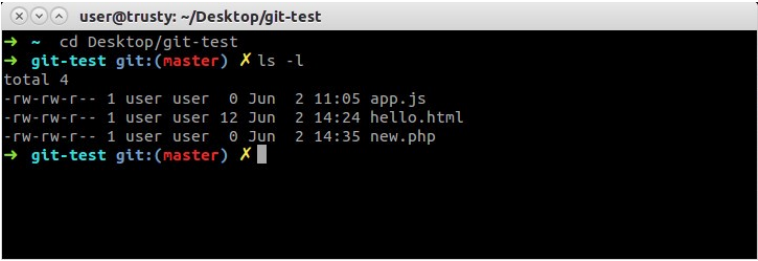 user@trusty: ~/Desktop/git-test
➜ ~ cd Desktop/git-test
➜ git-test git:(master) ✗ ls -l
total 4
-rw-rw-r-- 1 user user  0 Jun  2 11:05 app.js
-rw-rw-r-- 1 user user 12 Jun  2 14:24 hello.html
-rw-rw-r-- 1 user user  0 Jun  2 14:35 new.php
➜ git-test git:(master) ✗